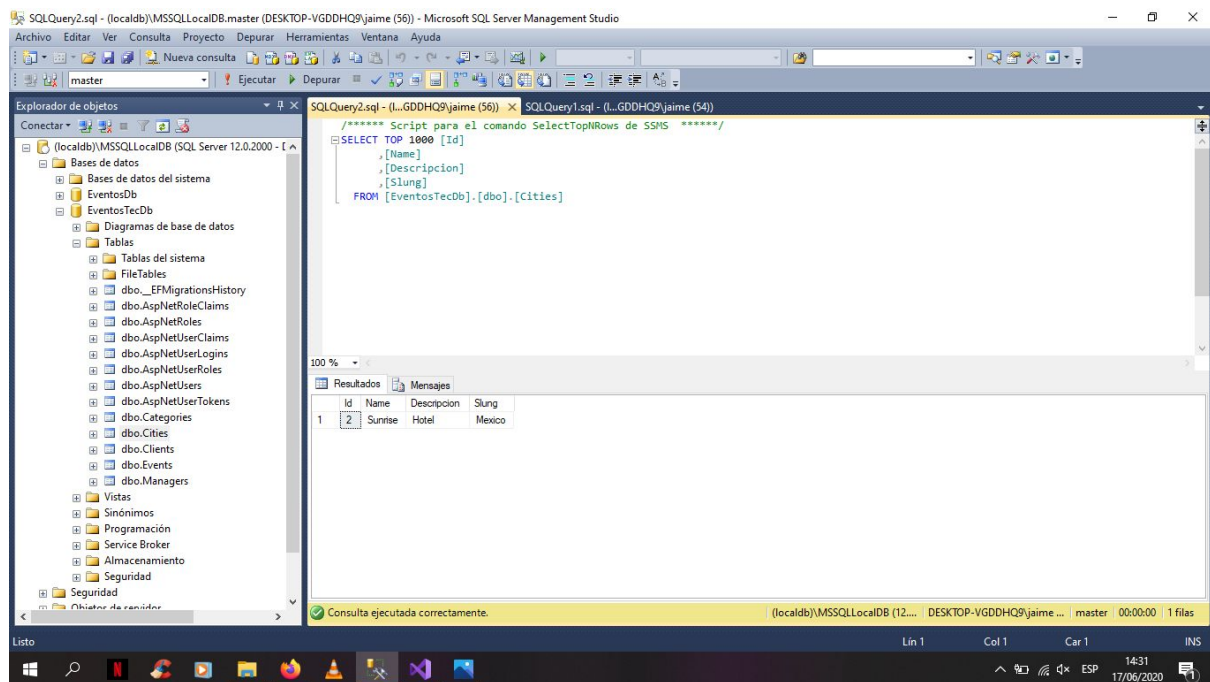 SQLQuery2.sql - (localdb)\MSSQLLocalDB.master (DESKTOP-VGDDHQ9\jaime (56)) - Microsoft SQL Server Management Studio
Archivo Editar Ver Consulta Proyecto Depurar Herramientas Ventana Ayuda
Nueva consulta
master Ejecutar Depurar
Explorador de objetos
Conectar
(localdb)\MSSQLLocalDB (SQL Server 12.0.2000 - 
Bases de datos
Bases de datos del sistema
EventosDb
EventosTecDb
Diagramas de base de datos
Tablas
Tablas del sistema
FileTables
dbo.__EFMigrationsHistory
dbo.AspNetRoleClaims
dbo.AspNetRoles
dbo.AspNetUserClaims
dbo.AspNetUserLogins
dbo.AspNetUserRoles
dbo.AspNetUsers
dbo.AspNetUserTokens
dbo.Categories
dbo.Cities
dbo.Clients
dbo.Events
dbo.Managers
Vistas
Sinónimos
Programación
Service Broker
Almacenamiento
Seguridad
Seguridad
Objetos de servidor
SQLQuery2.sql - (l...GDDHQ9\jaime (56)) SQLQuery1.sql - (l...GDDHQ9\jaime (54))
/****** Script para el comando SelectTopNRows de SSMS ******/
SELECT TOP 1000 [Id]
,[Name]
,[Descripcion]
,[Slung]
FROM [EventosTecDb].[dbo].[Cities]
100 %
Resultados Mensajes
Id Name Descripcion Slung
1 2 Sunrise Hotel Mexico
Consulta ejecutada correctamente. (localdb)\MSSQLLocalDB (12.... DESKTOP-VGDDHQ9\jaime ... master 00:00:00 1 filas
Listo Lín 1 Col 1 Car 1 INS
ESP 14:31
17/06/2020